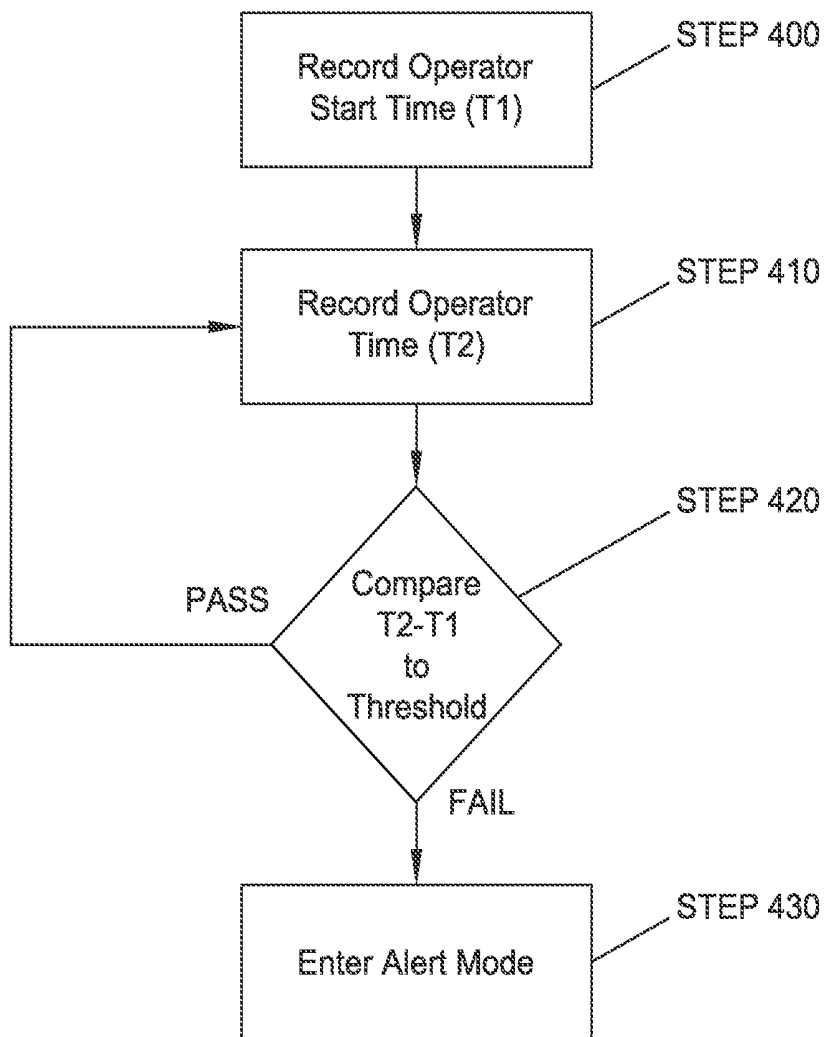 Record Operator
Start Time (T1)
STEP 400
Record Operator
Time (T2)
STEP 410
STEP 420
PASS
Compare
T2-T1
to
Threshold
FAIL
STEP 430
Enter Alert Mode